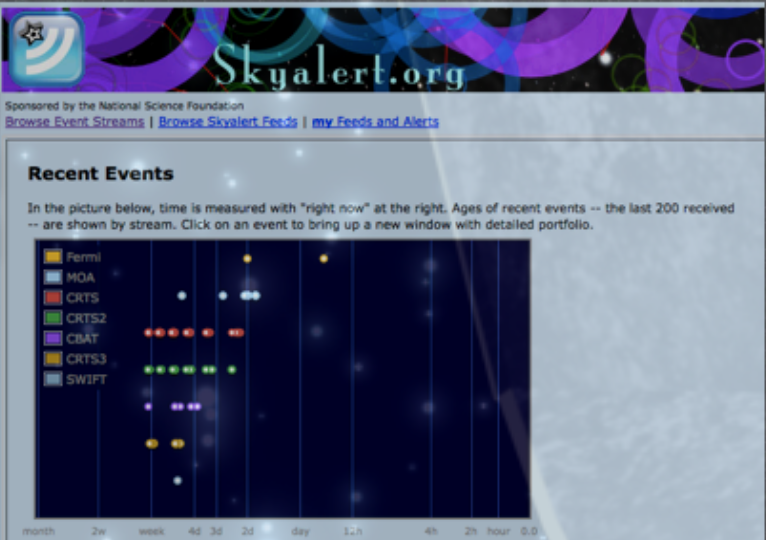 Skyalert.org
Sponsored by the National Science Foundation
Browse Event Streams | Browse Skyalert Feeds | my Feeds and Alerts
Recent Events
In the picture below, time is measured with "right now" at the right. Ages of recent events -- the last 200 received
-- are shown by stream. Click on an event to bring up a new window with detailed portfolio.
Fermi
MOA
CRTS
CRTS2
CBAT
CRTS3
SWIFT
month 2w week 4d 3d 2d day 12h 4h 2h hour 0.0